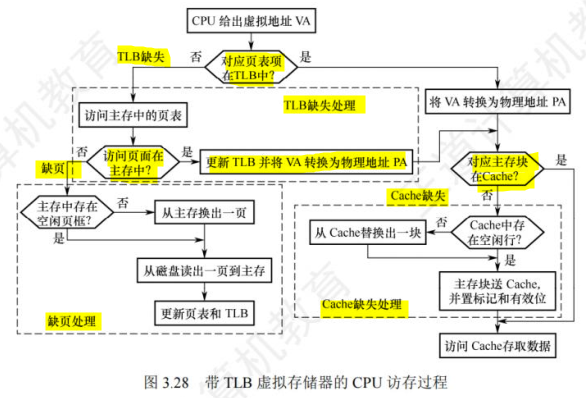 CPU 给出虚拟地址 VA
TLB缺失
否
对应页表项
在TLB中?
是
TLB缺失处理
访问主存中的页表
将 VA 转换为物理地址 PA
否
访问页面在
主存中?
是
更新 TLB 并将 VA 转换为物理地址 PA
缺页
对应主存块
在Cache?
是
Cache缺失
否
主存中存在
空闲页框?
否
从主存换出一页
是
从 Cache替换出一块
否
Cache中存
在空闲行?
是
从磁盘读出一页到主存
主存块送 Cache,
并置标记和有效位
更新页表和 TLB
缺页处理
Cache缺失处理
访问 Cache存取数据
图 3.28 带 TLB 虚拟存储器的 CPU 访存过程
算机教育
算机教育